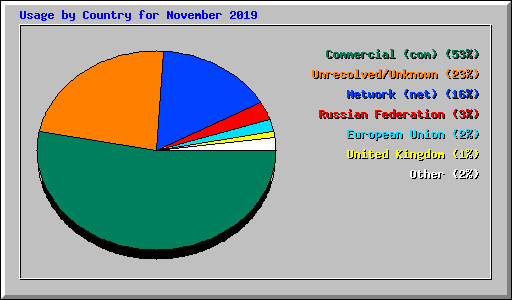 Usage by Country for November 2019
Commercial (com) (53%)
Unresolved/Unknown (23%)
Network (net) (16%)
Russian Federation (3%)
European Union (2%)
United Kingdom (1%)
Other (2%)